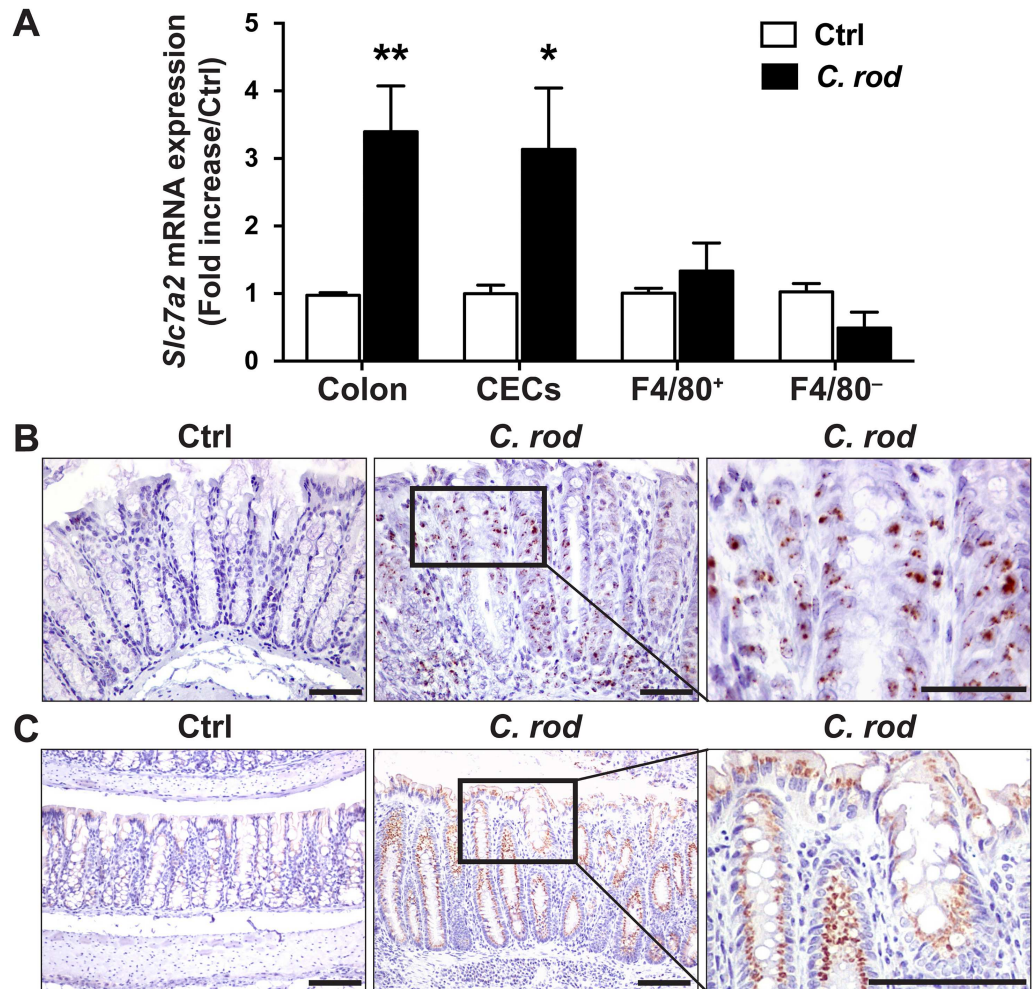 A
Slc7a2 mRNA expression
(Fold increase/Ctrl)
5
4
3
2
1
0
**
*
Ctrl
C. rod
Colon
CECs
F4/80⁺
F4/80⁻
B
Ctrl
C. rod
C. rod
C
Ctrl
C. rod
C. rod